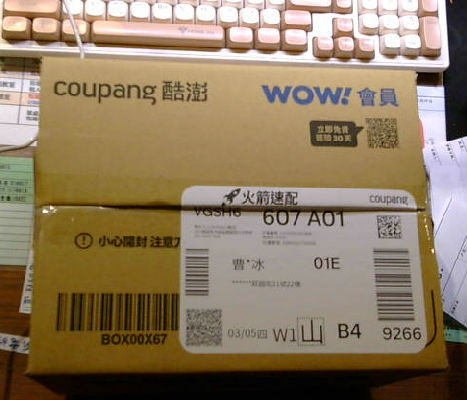 coupang 酷澎
WOW! 會員
立即免費
體驗 30天
火箭速配
coupang
VGSH6 607 A01
! 小心開封 注意
曹*冰 01E
BOX00X67
03/05四 W1 山 B4 9266